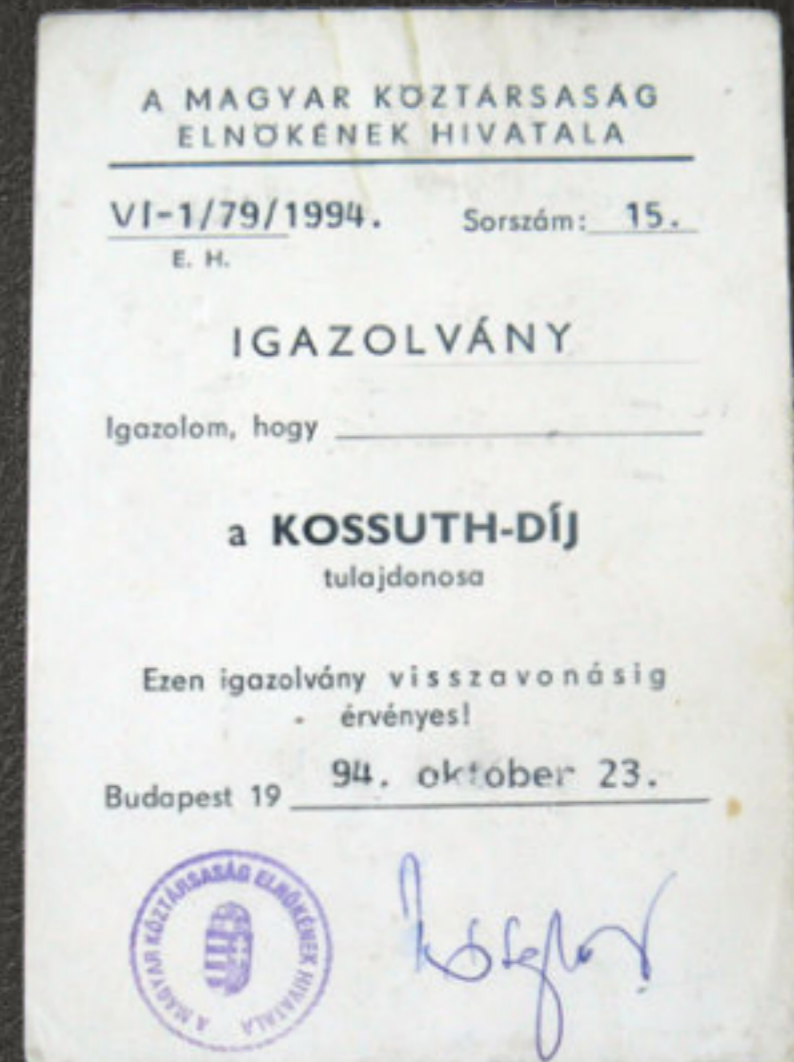 A MAGYAR KÖZTÁRSASÁG
ELNÖKÉNEK HIVATALA
VI-1/79/1994. Sorszám: 15.
E. H.
IGAZOLVÁNY
Igazolom, hogy
a KOSSUTH-DÍJ
tulajdonosa
Ezen igazolvány visszavonásig
érvényes!
Budapest 19 94. október 23.
A MAGYAR KÖZTÁRSASÁG ELNÖKÉNEK HIVATALA